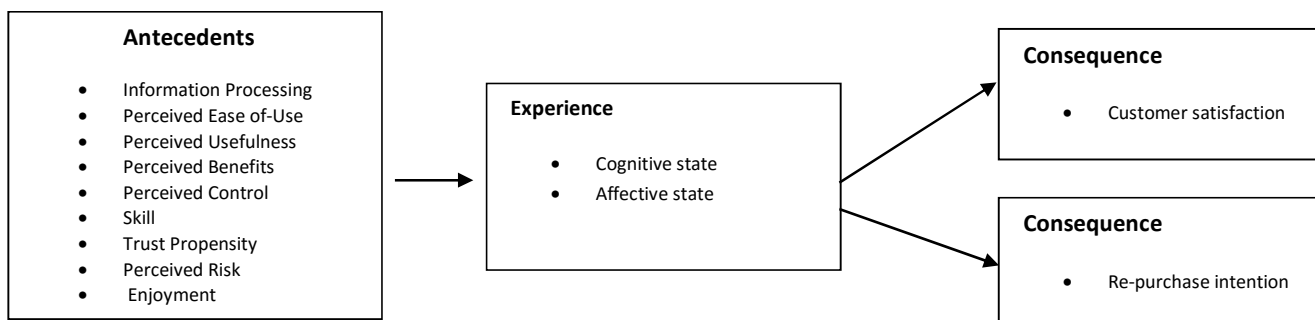 Antecedents
• Information Processing
• Perceived Ease of-Use
• Perceived Usefulness
• Perceived Benefits
• Perceived Control
• Skill
• Trust Propensity
• Perceived Risk
• Enjoyment
Experience
• Cognitive state
• Affective state
Consequence
• Customer satisfaction
Consequence
• Re-purchase intention